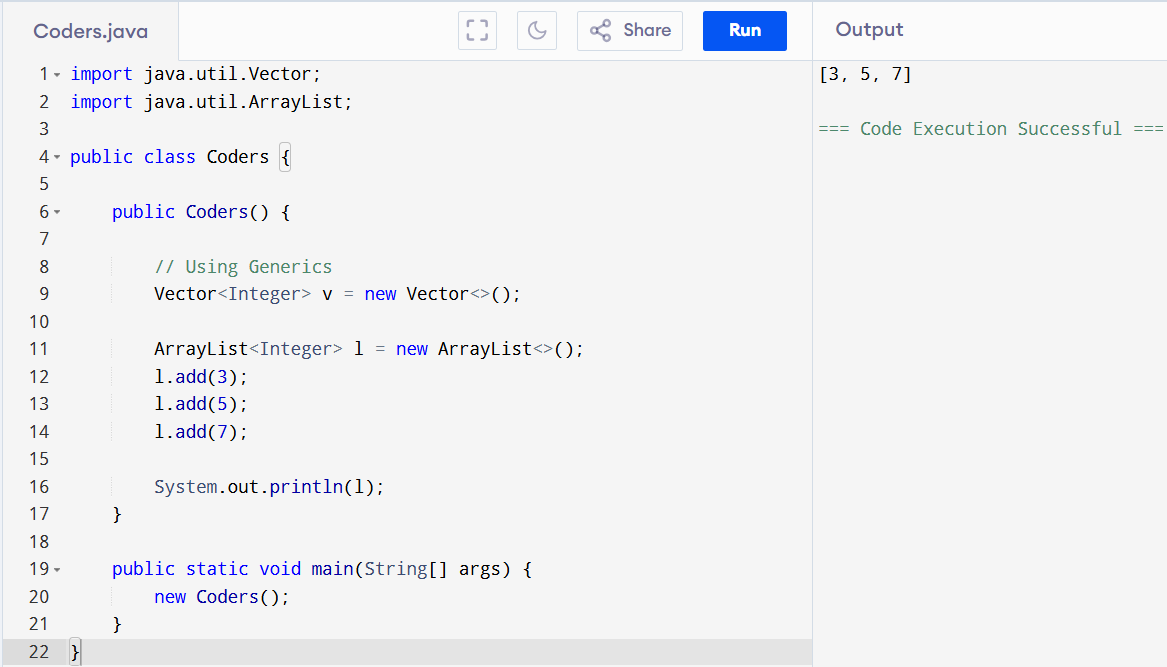 Coders.java
Share
Run
Output
1 import java.util.Vector;
2 import java.util.ArrayList;
3
4 public class Coders {
5
6     public Coders() {
7
8         // Using Generics
9         Vector<Integer> v = new Vector<>();
10
11         ArrayList<Integer> l = new ArrayList<>();
12         l.add(3);
13         l.add(5);
14         l.add(7);
15
16         System.out.println(l);
17     }
18
19     public static void main(String[] args) {
20         new Coders();
21     }
22 }
[3, 5, 7]
=== Code Execution Successful ===